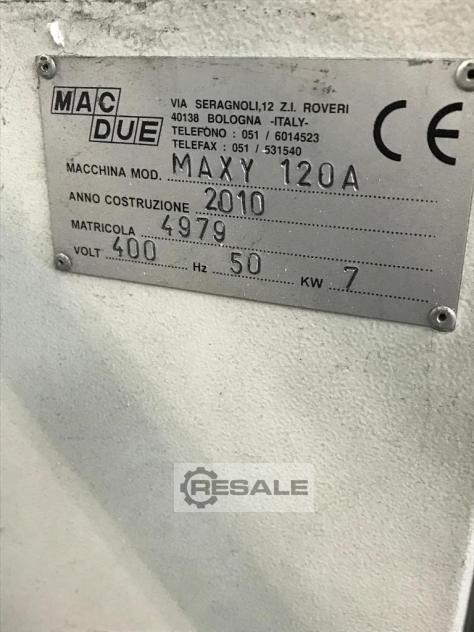 MAC
DUE
VIA SERAGNOLI,12 Z.I. ROVERI
40138 BOLOGNA -ITALY-
TELEFONO : 051 / 6014523
TELEFAX : 051 / 531540
CE
MACCHINA MOD. MAXY 120A
ANNO COSTRUZIONE 2010
MATRICOLA 4979
VOLT 400 Hz 50 KW 7
RESALE